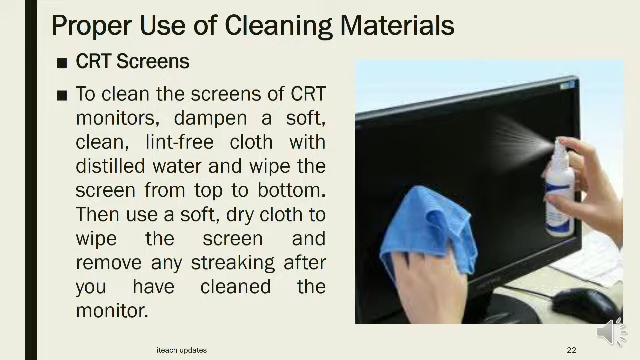 Proper Use of Cleaning Materials
■ CRT Screens
■ To clean the screens of CRT
monitors, dampen a soft,
clean, lint-free cloth with
distilled water and wipe the
screen from top to bottom.
Then use a soft, dry cloth to
wipe the screen and
remove any streaking after
you have cleaned the
monitor.
iteach updates
22